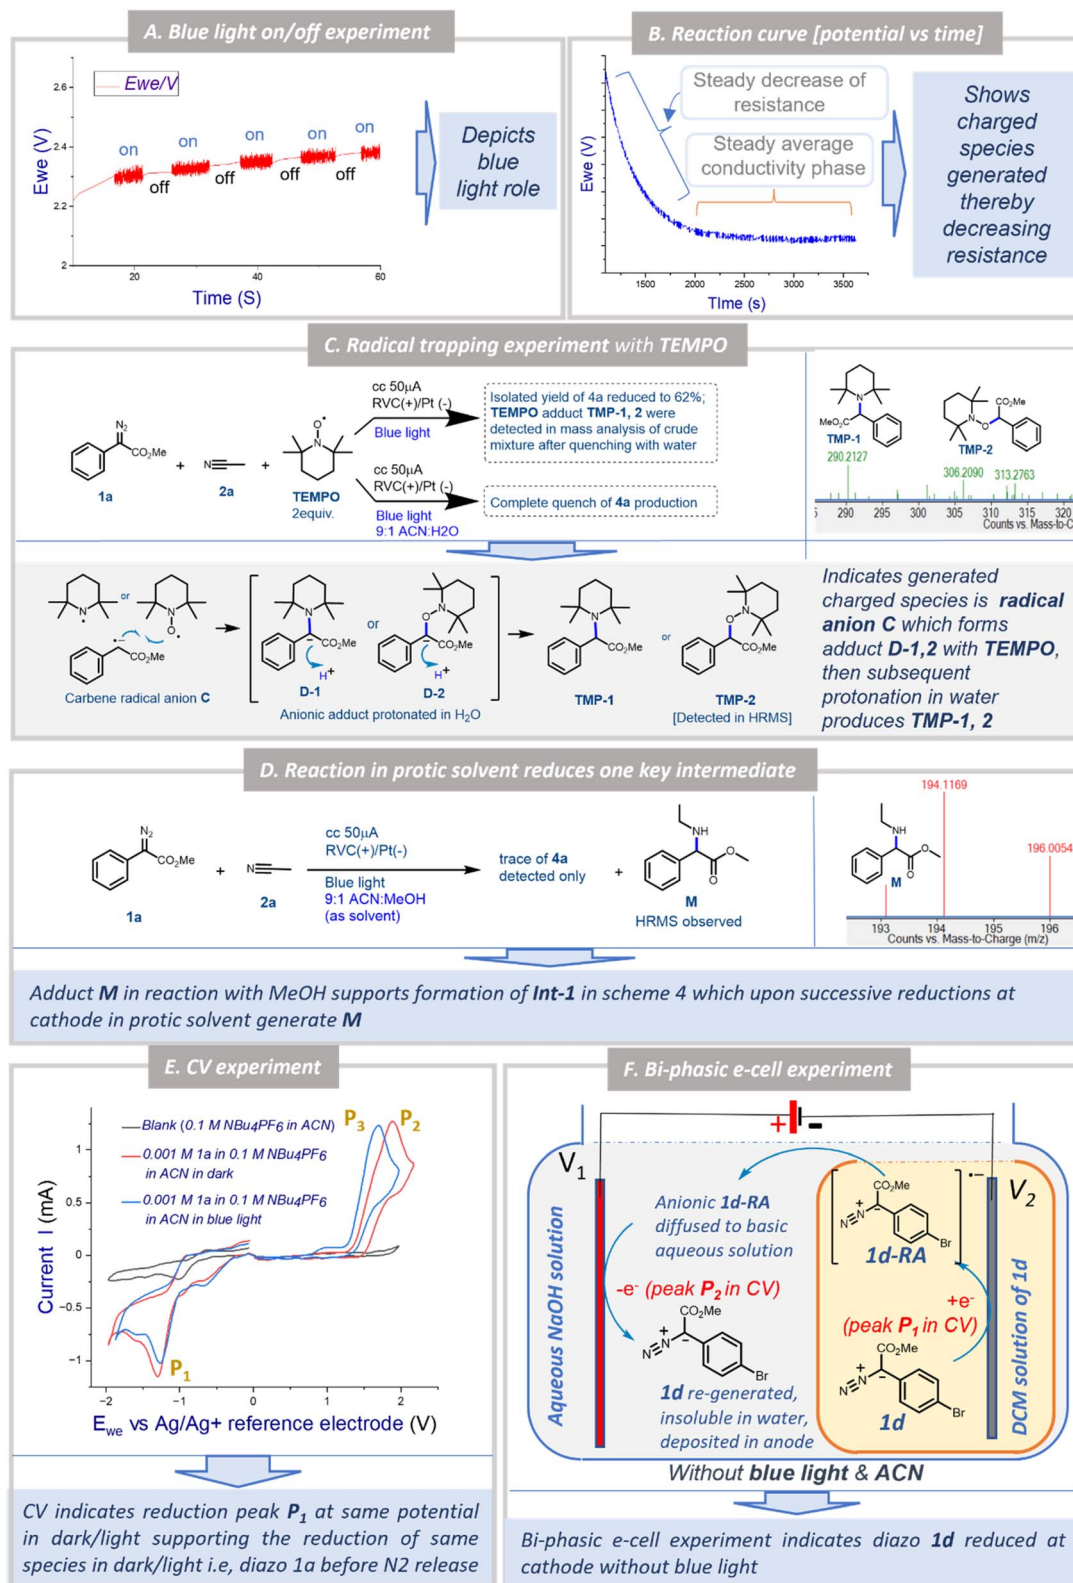 A. Blue light on/off experiment
Ewe/V
2.6
2.4
2.2
2
Ewe (V)
on
on
on
on
on
off
off
off
off
20
40
60
Time (S)
Depicts
blue
light role
B. Reaction curve [potential vs time]
Steady decrease of
resistance
Steady average
conductivity phase
Ewe (V)
1500
2000
2500
3000
3500
TIme (s)
Shows
charged
species
generated
thereby
decreasing
resistance
C. Radical trapping experiment with TEMPO
N2
CO2Me
1a
+
N
2a
+
O•
N
TEMPO
2equiv.
cc 50µA
RVC(+)/Pt (-)
Blue light
cc 50µA
RVC(+)/Pt (-)
Blue light
9:1 ACN:H2O
Isolated yield of 4a reduced to 62%;
TEMPO adduct TMP-1, 2 were
detected in mass analysis of crude
mixture after quenching with water
Complete quench of 4a production
N
MeO2C
TMP-1
N
O
CO2Me
TMP-2
290.2127
306.2090
313.2763
290
295
300
305
310
315
320
Counts vs. Mass-to-C
N
or
N
O•
•−
CO2Me
Carbene radical anion C
N
CO2Me
−
H+
D-1
or
O
N
CO2Me
−
H+
D-2
Anionic adduct protonated in H2O
N
CO2Me
TMP-1
or
O
N
CO2Me
TMP-2
[Detected in HRMS]
Indicates generated
charged species is radical
anion C which forms
adduct D-1,2 with TEMPO,
then subsequent
protonation in water
produces TMP-1, 2
D. Reaction in protic solvent reduces one key intermediate
N2
CO2Me
1a
+
N
2a
cc 50µA
RVC(+)/Pt(-)
Blue light
9:1 ACN:MeOH
(as solvent)
trace of 4a
detected only
+
NH
O
O
M
HRMS observed
NH
O
O
M
194.1169
196.0054
193
194
195
196
Counts vs. Mass-to-Charge (m/z)
Adduct M in reaction with MeOH supports formation of Int-1 in scheme 4 which upon successive reductions at
cathode in protic solvent generate M
E. CV experiment
Blank (0.1 M NBu4PF6 in ACN)
0.001 M 1a in 0.1 M NBu4PF6
in ACN in dark
0.001 M 1a in 0.1 M NBu4PF6
in ACN in blue light
P3
P2
P1
1
0.5
0
−0.5
−1
Current I (mA)
−2
−1
0
1
2
Ewe vs Ag/Ag+ reference electrode (V)
CV indicates reduction peak P1 at same potential
in dark/light supporting the reduction of same
species in dark/light i.e, diazo 1a before N2 release
F. Bi-phasic e-cell experiment
+
-
V1
V2
Aqueous NaOH solution
Anionic 1d-RA
diffused to basic
aqueous solution
-e- (peak P2 in CV)
CO2Me
N=N+
−
Br
1d re-generated,
insoluble in water,
deposited in anode
•−
CO2Me
N=N+
Br
1d-RA
+e-
(peak P1 in CV)
CO2Me
N=N+
−
Br
1d
DCM solution of 1d
Without blue light & ACN
Bi-phasic e-cell experiment indicates diazo 1d reduced at
cathode without blue light